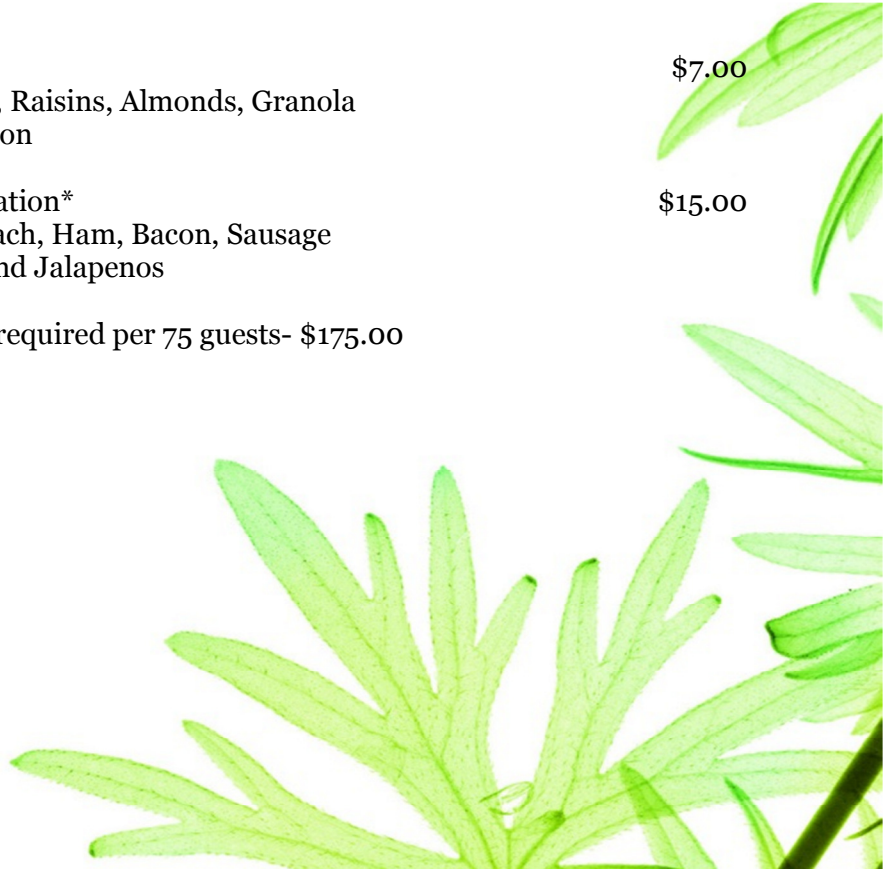 $7.00
, Raisins, Almonds, Granola
on
ation* $15.00
ach, Ham, Bacon, Sausage
nd Jalapenos
required per 75 guests- $175.00